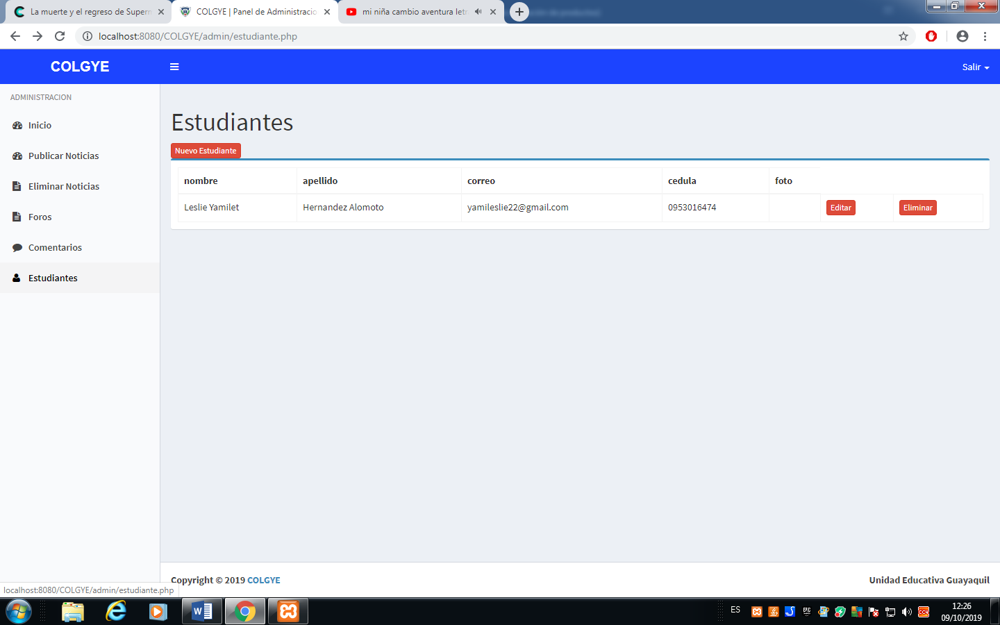 La muerte y el regreso de Superm
COLGYE | Panel de Administracio
mi niña cambio aventura letr
localhost:8080/COLGYE/admin/estudiante.php
COLGYE
Salir
ADMINISTRACION
Inicio
Publicar Noticias
Eliminar Noticias
Foros
Comentarios
Estudiantes
Estudiantes
Nuevo Estudiante
nombre apellido correo cedula foto
Leslie Yamilet Hernandez Alomoto yamileslie22@gmail.com 0953016474 Editar Eliminar
Copyright © 2019 COLGYE
Unidad Educativa Guayaquil
localhost:8080/COLGYE/admin/estudiante.php
ES
12:26
09/10/2019